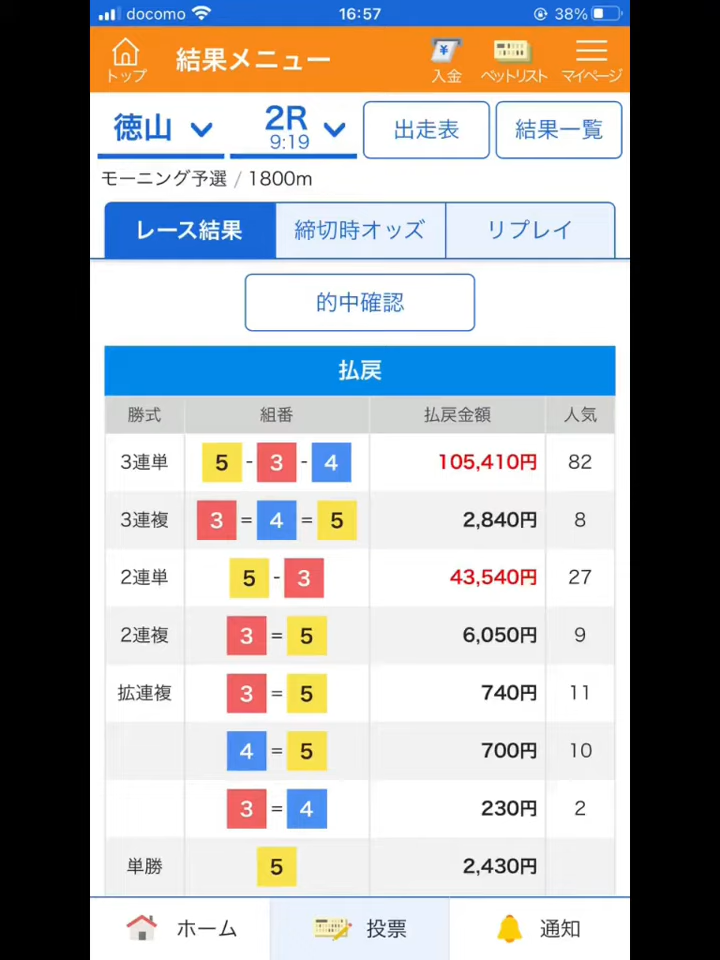 docomo 16:57 38%
トップ 結果メニュー 入金 ベットリスト マイページ
徳山 2R 9:19 出走表 結果一覧
モーニング予選 / 1800m
レース結果 締切時オッズ リプレイ
的中確認
払戻
勝式 組番 払戻金額 人気
3連単 5 - 3 - 4 105,410円 82
3連複 3 = 4 = 5 2,840円 8
2連単 5 - 3 43,540円 27
2連複 3 = 5 6,050円 9
拡連複 3 = 5 740円 11
4 = 5 700円 10
3 = 4 230円 2
単勝 5 2,430円
ホーム 投票 通知